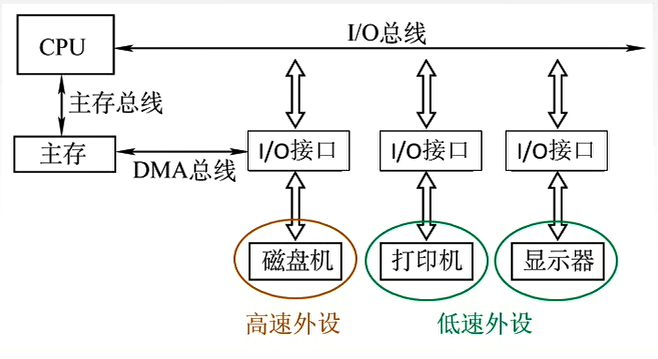 I/O总线
CPU
主存总线
主存
DMA总线
I/O接口
I/O接口
I/O接口
磁盘机
打印机
显示器
高速外设
低速外设